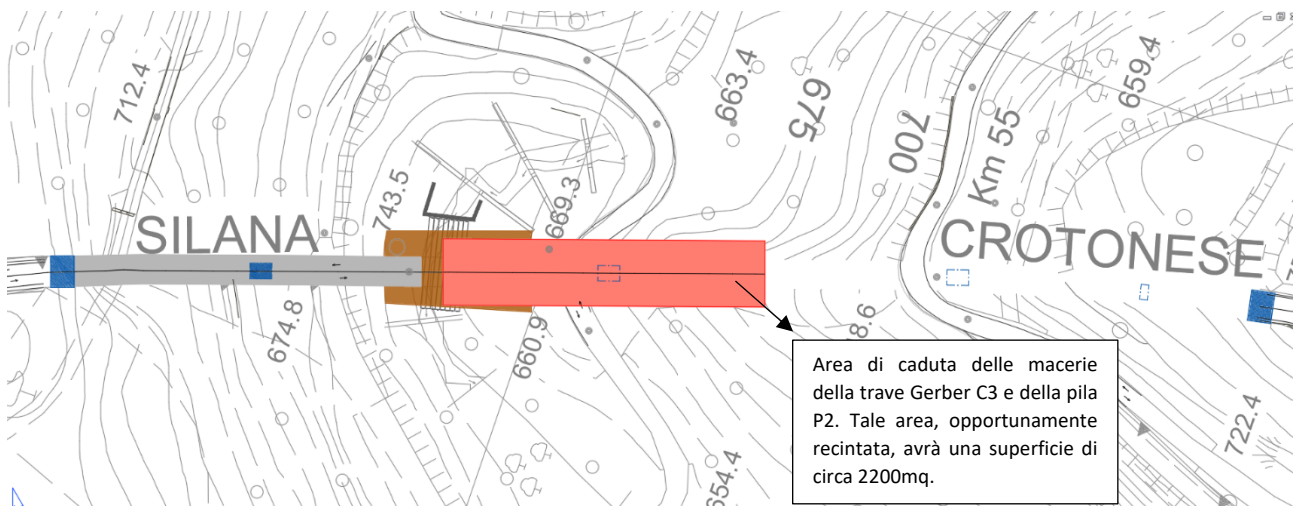 712.4
663.4
675
659.4
700
Km 55
743.5
669.3
SILANA
CROTONESE
674.8
660.9
8.6
722.4
654.4
Area di caduta delle macerie
della trave Gerber C3 e della pila
P2. Tale area, opportunamente
recintata, avrà una superficie di
circa 2200mq.